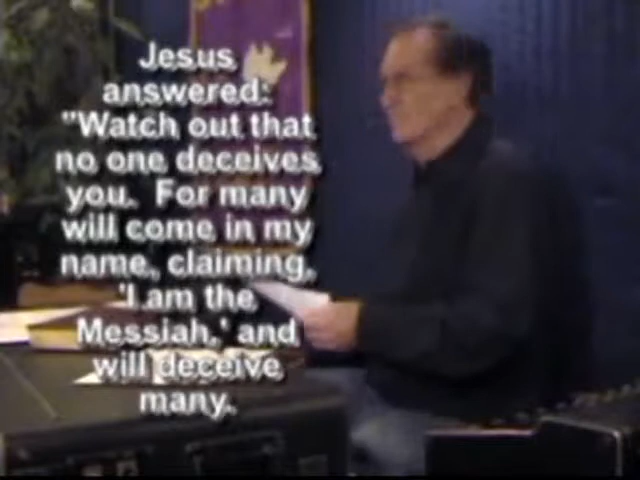 Jesus
answered:
"Watch out that
no one deceives
you. For many
will come in my
name, claiming,
'I am the
Messiah,' and
will deceive
many.